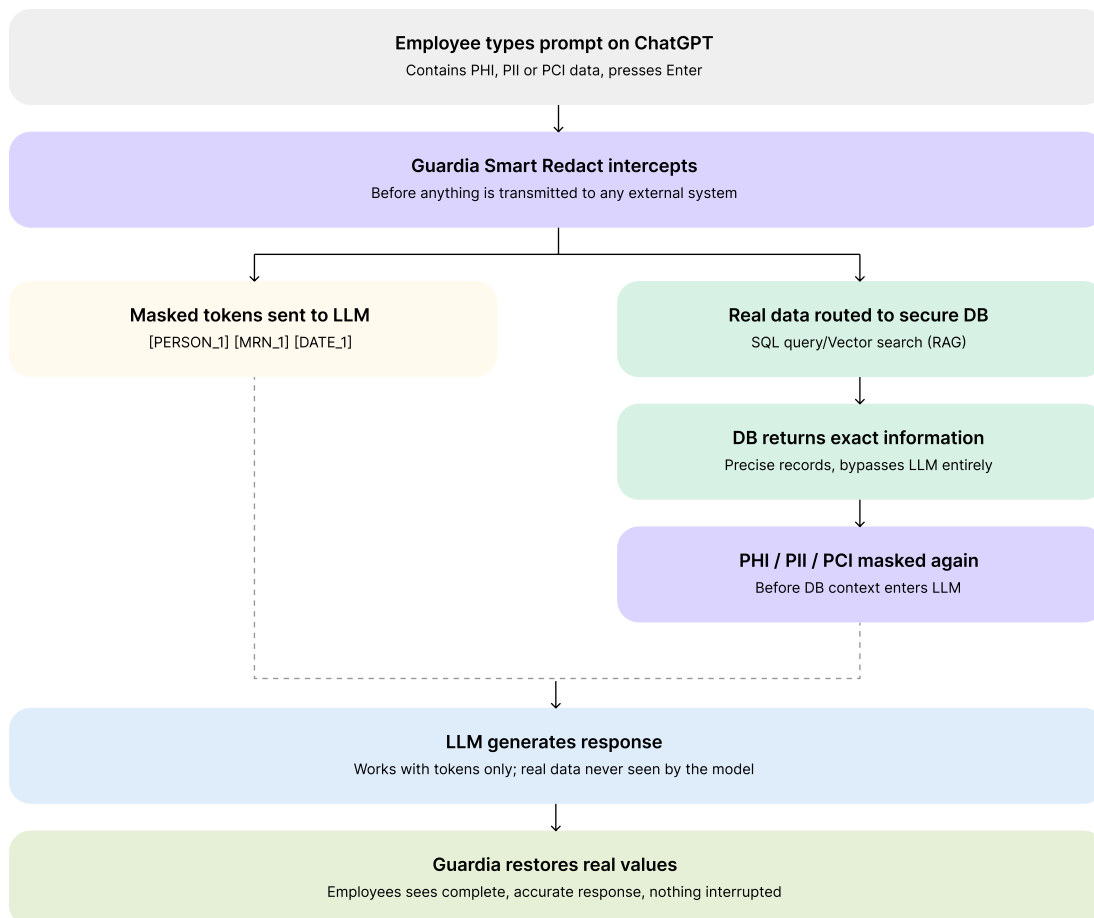 Employee types prompt on ChatGPT
Contains PHI, PII or PCI data, presses Enter
Guardia Smart Redact intercepts
Before anything is transmitted to any external system
Masked tokens sent to LLM
[PERSON_1] [MRN_1] [DATE_1]
Real data routed to secure DB
SQL query/Vector search (RAG)
DB returns exact information
Precise records, bypasses LLM entirely
PHI / PII / PCI masked again
Before DB context enters LLM
LLM generates response
Works with tokens only; real data never seen by the model
Guardia restores real values
Employees sees complete, accurate response, nothing interrupted